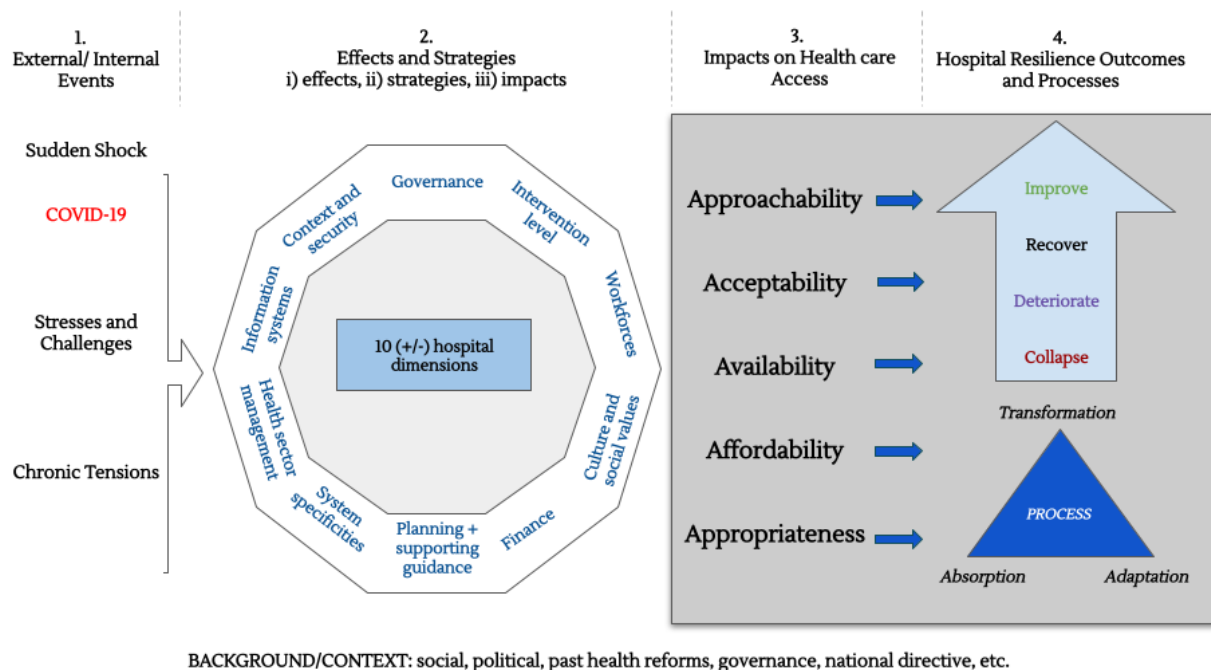 1.
External/ Internal
Events
2.
Effects and Strategies
i) effects, ii) strategies, iii) impacts
3.
Impacts on Health care
Access
4.
Hospital Resilience Outcomes
and Processes
Sudden Shock
COVID-19
Stresses and
Challenges
Chronic Tensions
Governance
Intervention
level
Workforces
Culture and
social values
Finance
Planning +
supporting
guidance
System
specificities
Health sector
management
Information
systems
Context and
security
10 (+/-) hospital
dimensions
Approachability
Acceptability
Availability
Affordability
Appropriateness
Improve
Recover
Deteriorate
Collapse
Transformation
PROCESS
Absorption
Adaptation
BACKGROUND/CONTEXT: social, political, past health reforms, governance, national directive, etc.